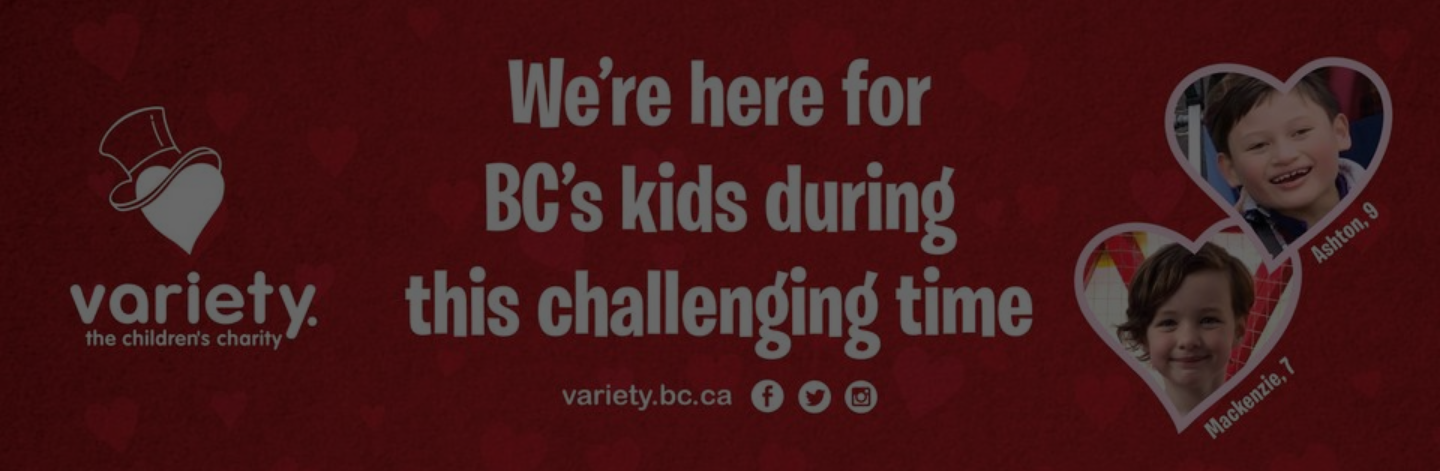 variety.
the children's charity
We're here for
BC's kids during
this challenging time
variety.bc.ca
Ashton, 9
Mackenzie, 7